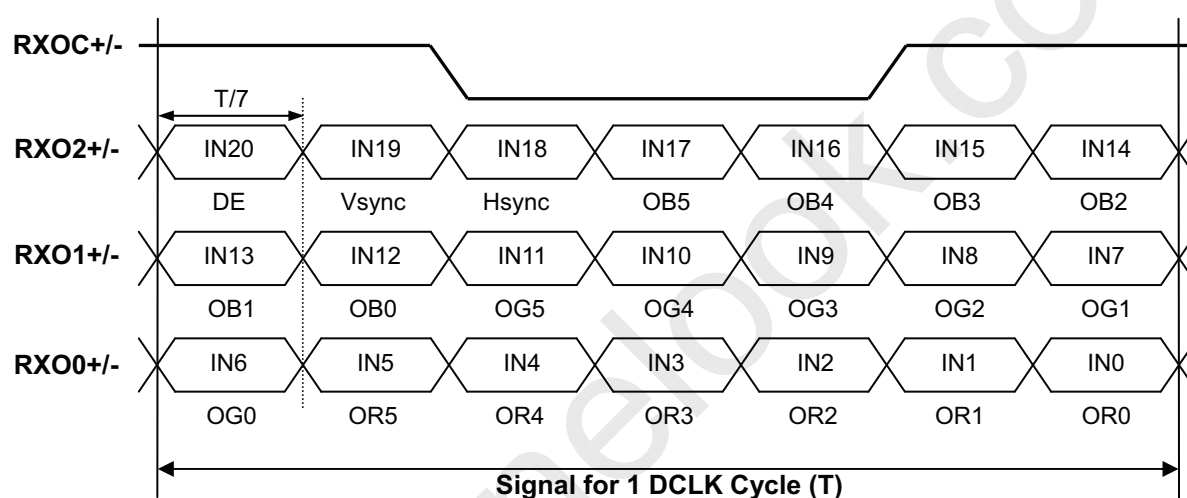 RXOC+/-
T/7
RXO2+/- IN20 IN19 IN18 IN17 IN16 IN15 IN14
DE Vsync Hsync OB5 OB4 OB3 OB2
RXO1+/- IN13 IN12 IN11 IN10 IN9 IN8 IN7
OB1 OB0 OG5 OG4 OG3 OG2 OG1
RXO0+/- IN6 IN5 IN4 IN3 IN2 IN1 IN0
OG0 OR5 OR4 OR3 OR2 OR1 OR0
Signal for 1 DCLK Cycle (T)